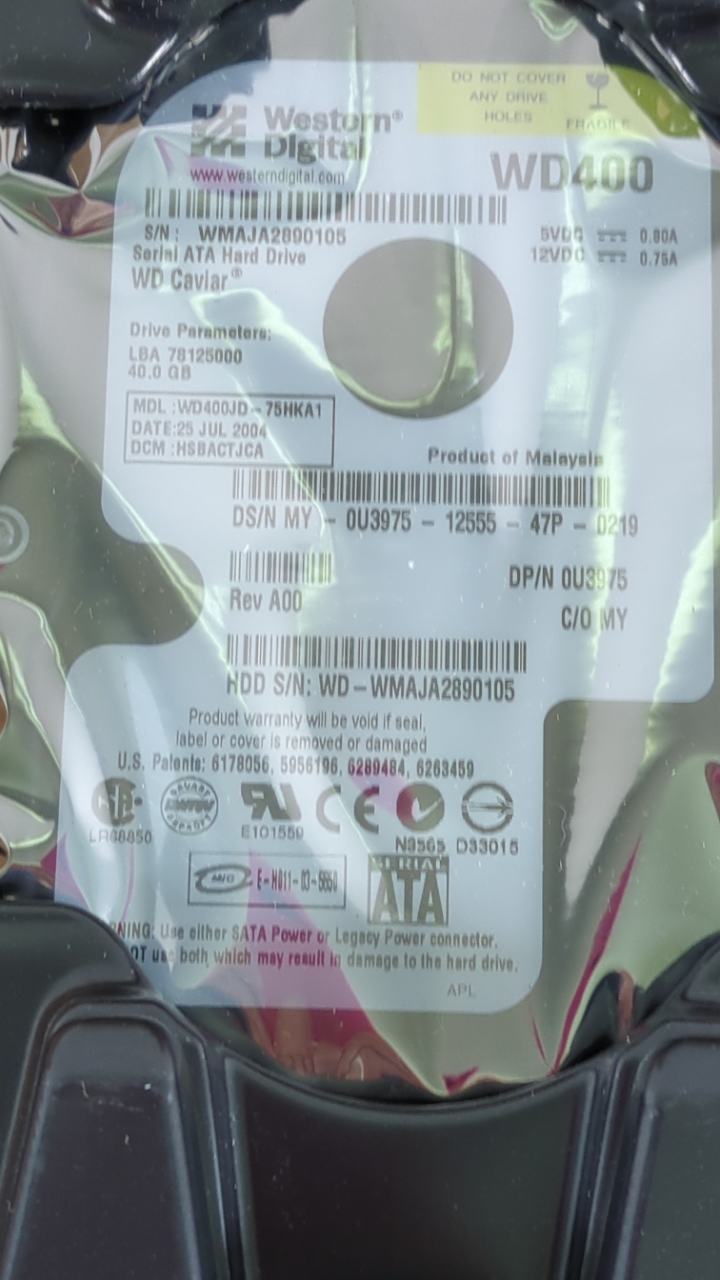 DO NOT COVER
ANY DRIVE
HOLES
FRAGILE
Western®
Digital
www.westerndigital.com
WD400
S/N: WMAJA2890105
5VDC 0.80A
Serial ATA Hard Drive
12VDC 0.75A
WD Caviar®
Drive Parameters:
LBA 78125000
40.0 GB
MDL :WD400JD - 75HKA1
DATE:25 JUL 2004
DCM :HSBACTJCA
Product of Malaysia
DS/N MY - 0U3975 - 12555 - 47P - 0219
DP/N 0U3975
Rev A00
C/O MY
HDD S/N: WD-WMAJA2890105
Product warranty will be void if seal,
label or cover is removed or damaged
U.S. Patents: 6178056, 5956196, 6289484, 6263459
LR68850
E101559
CE
N3565 D33015
SERIAL
ATA
Use either SATA Power or Legacy Power connector.
both which may result in damage to the hard drive.
APL